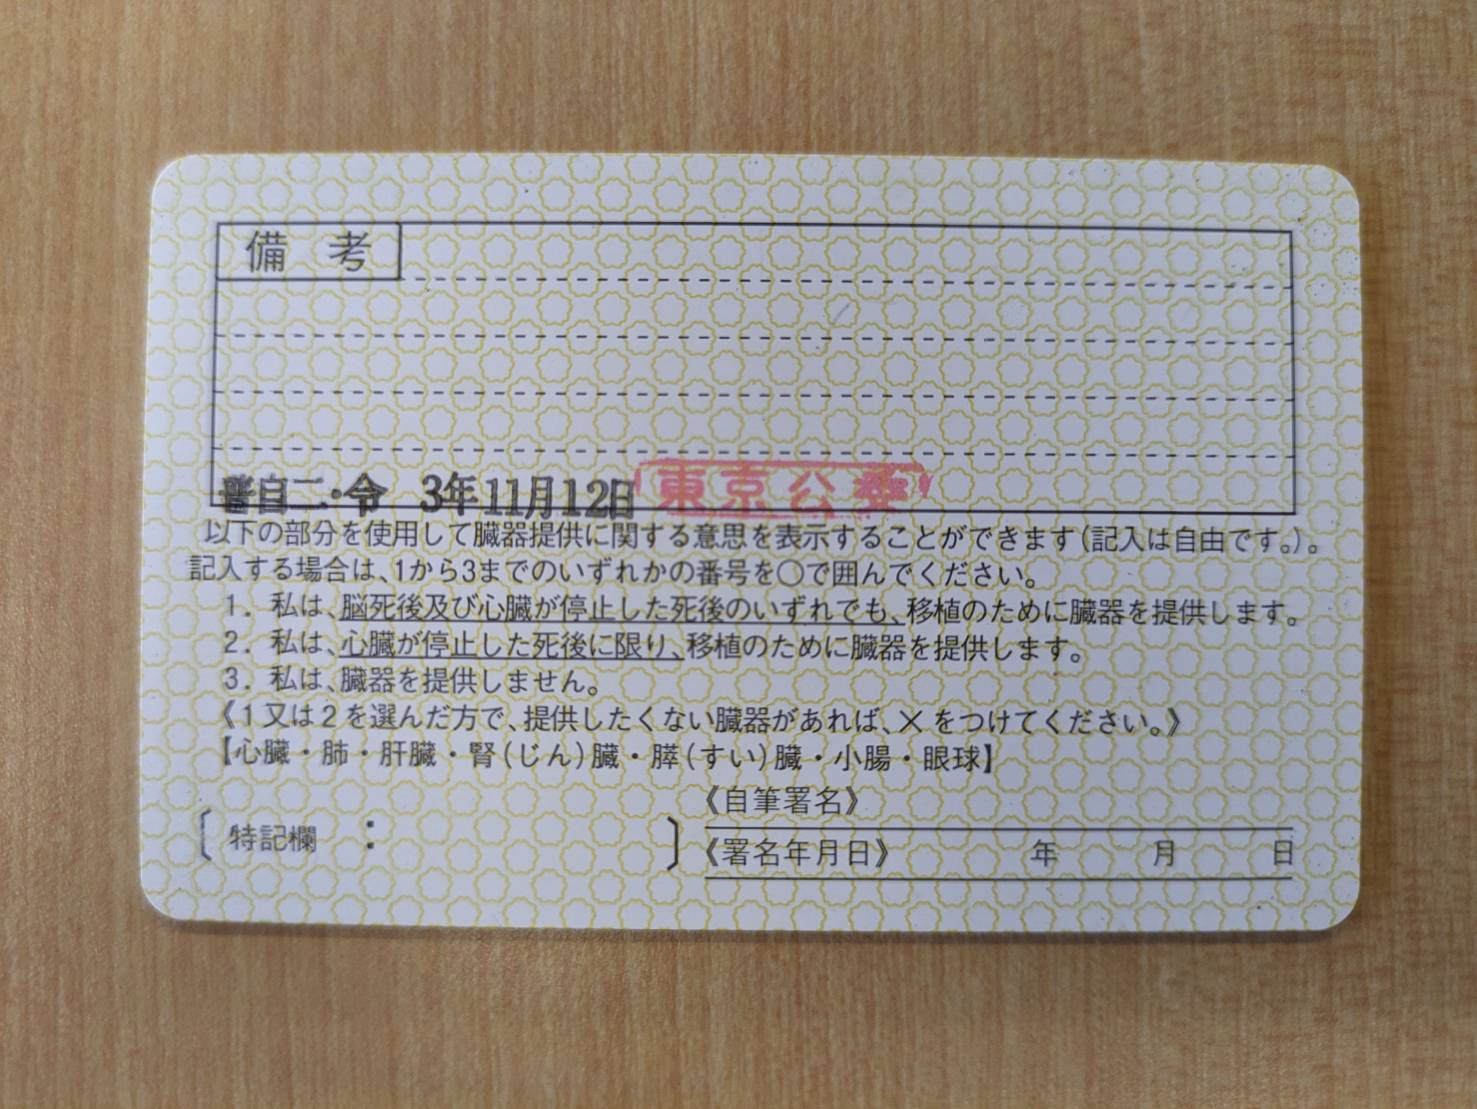 備 考
自二・令 3年11月12日 東京公委
以下の部分を使用して臓器提供に関する意思を表示することができます(記入は自由です。)。
記入する場合は、1から3までのいずれかの番号を○で囲んでください。
1. 私は、脳死後及び心臓が停止した死後のいずれでも、移植のために臓器を提供します。
2. 私は、心臓が停止した死後に限り、移植のために臓器を提供します。
3. 私は、臓器を提供しません。
《1又は2を選んだ方で、提供したくない臓器があれば、×をつけてください。》
【心臓・肺・肝臓・腎(じん)臓・膵(すい)臓・小腸・眼球】
〔特記欄 : 〕
《自筆署名》
《署名年月日》 年 月 日